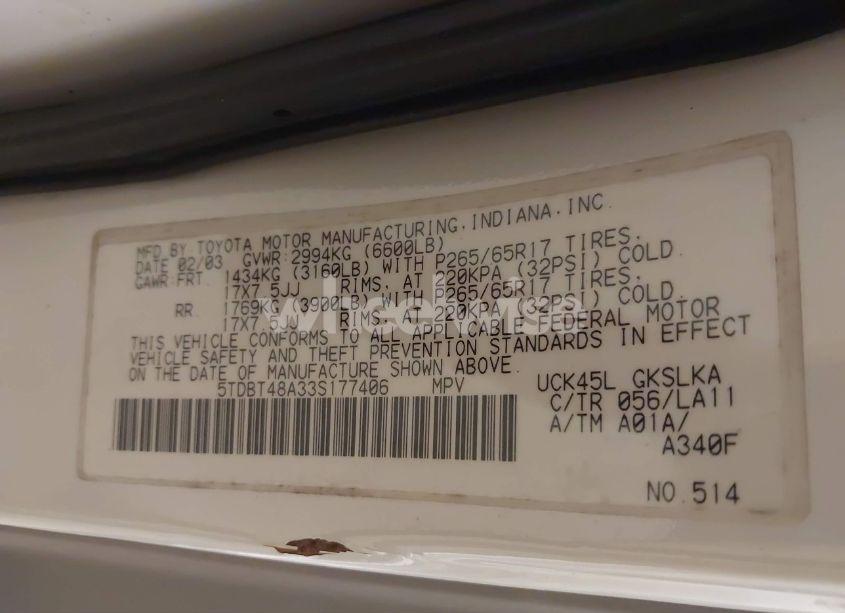 MFD.BY TOYOTA MOTOR MANUFACTURING,INDIANA,INC.
DATE 02/03 GVWR:2994KG (6600LB)
GAWR:FRT. 1434KG (3160LB) WITH P265/65R17 TIRES,
17X7.5JJ RIMS, AT 220KPA (32PSI) COLD.
RR. 1769KG (3900LB) WITH P265/65R17 TIRES,
17X7.5JJ RIMS, AT 220KPA (32PSI) COLD.
THIS VEHICLE CONFORMS TO ALL APPLICABLE FEDERAL MOTOR
VEHICLE SAFETY AND THEFT PREVENTION STANDARDS IN EFFECT
ON THE DATE OF MANUFACTURE SHOWN ABOVE.
5TDBT48A33S177406 MPV
UCK45L GKSLKA
C/TR 056/LA11
A/TM A01A/
A340F
NO.514
wheelwise